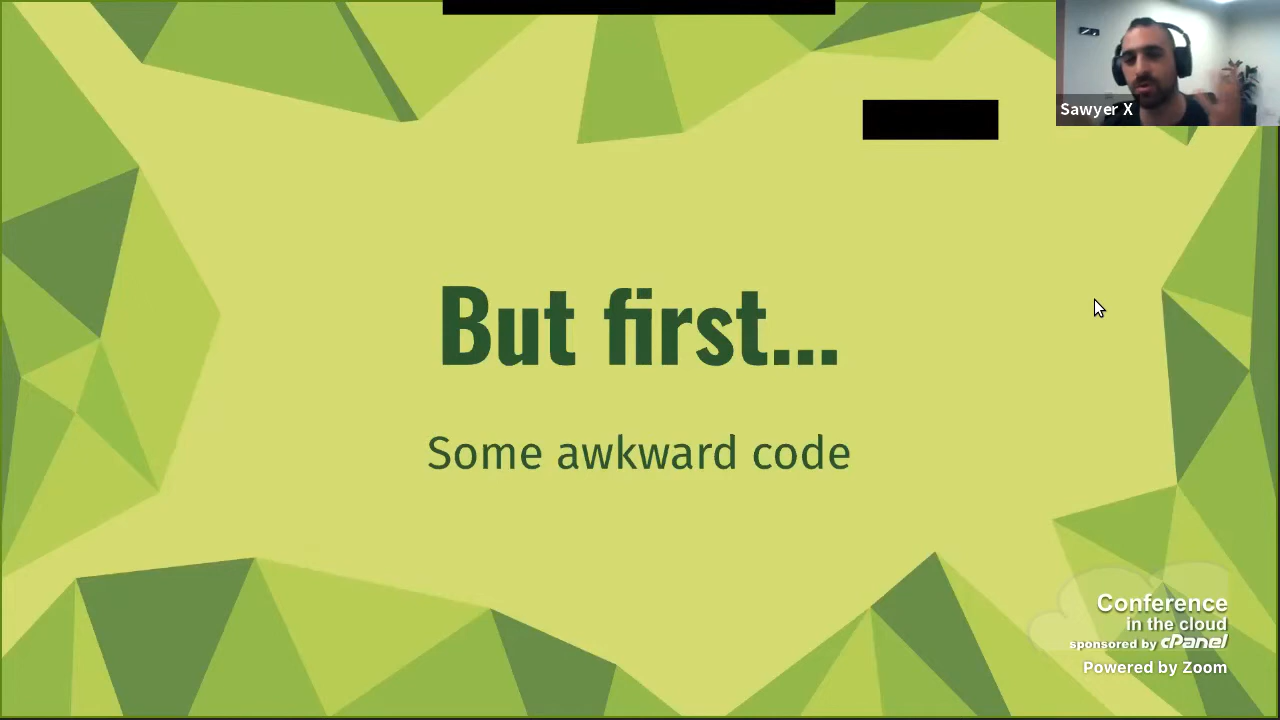 Sawyer X
But first...
Some awkward code
Conference
in the cloud
sponsored by cPanel
Powered by Zoom